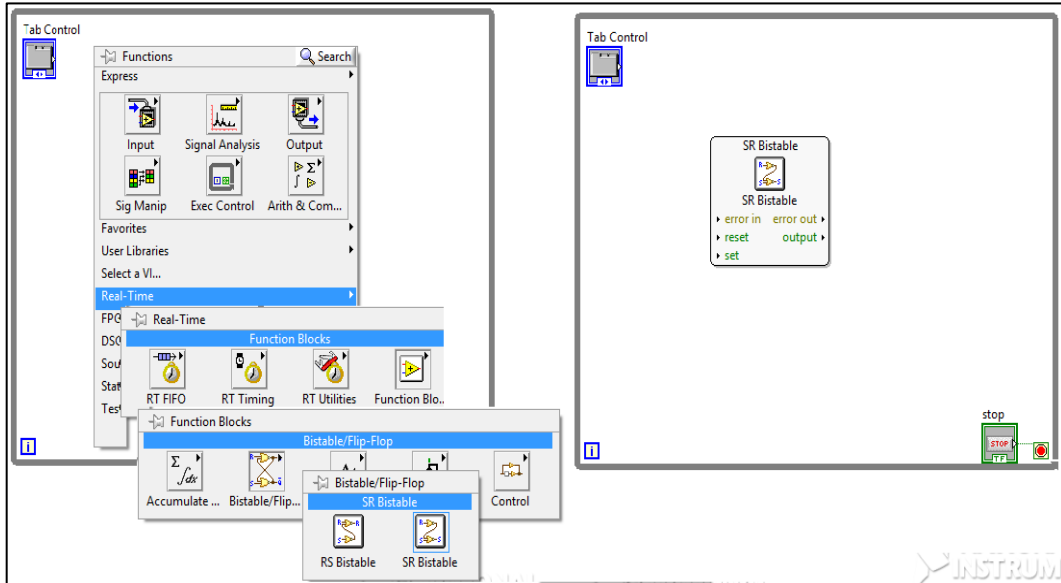 Tab Control
Functions
Search
Express
Input
Signal Analysis
Output
Sig Manip
Exec Control
Arith & Com...
Favorites
User Libraries
Select a VI...
Real-Time
Real-Time
Function Blocks
RT FIFO
RT Timing
RT Utilities
Function Blo..
Function Blocks
Bistable/Flip-Flop
Accumulate ...
Bistable/Flip...
Control
Bistable/Flip-Flop
SR Bistable
RS Bistable
SR Bistable
i
Tab Control
SR Bistable
SR Bistable
error in error out
reset output
set
stop
STOP
TF
i
INSTRUM